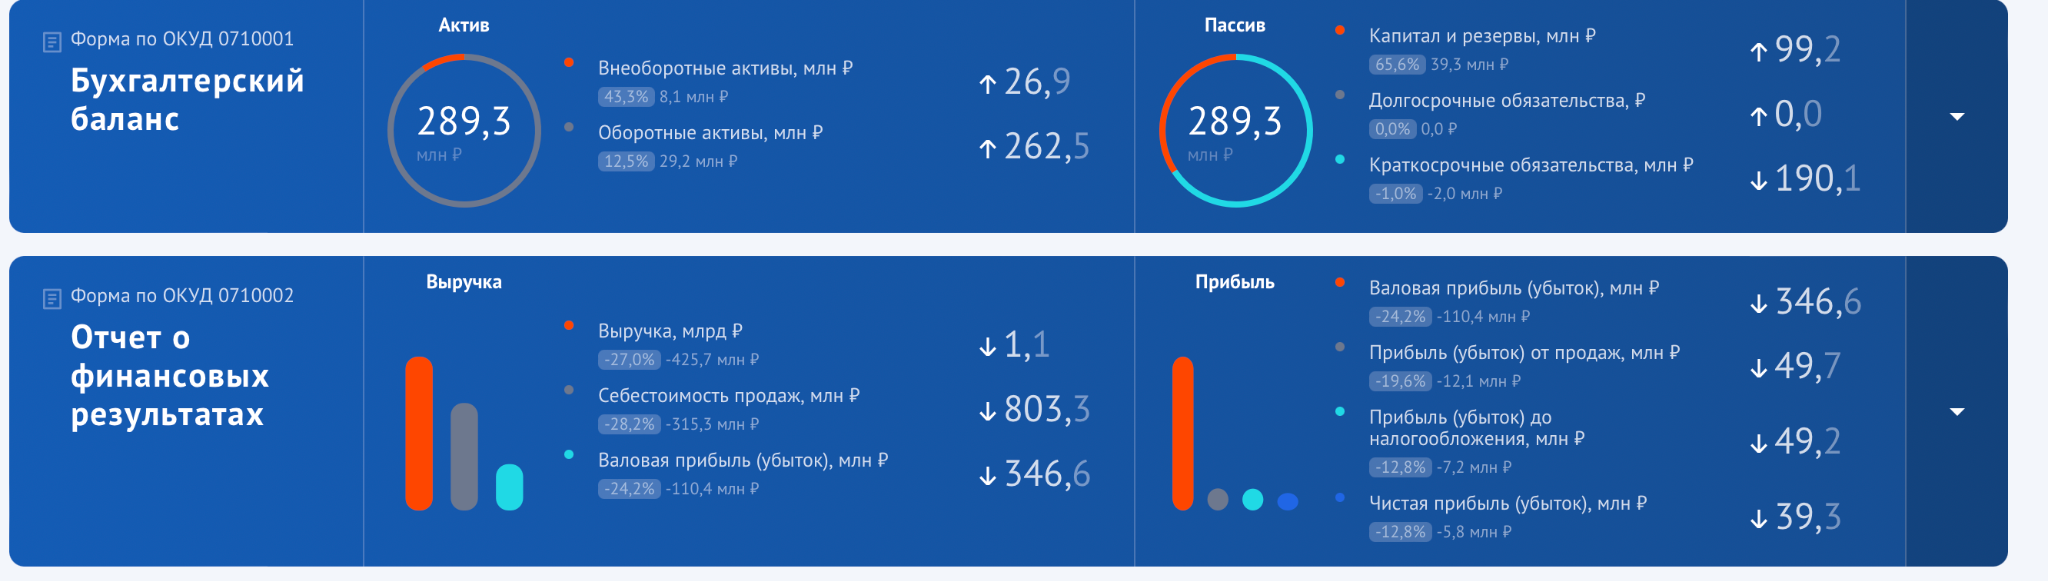 Форма по ОКУД 0710001
Бухгалтерский
баланс
Актив
289,3
млн ₽
Внеоборотные активы, млн ₽
43,3% 8,1 млн ₽
26,9
Оборотные активы, млн ₽
12,5% 29,2 млн ₽
262,5
Пассив
289,3
млн ₽
Капитал и резервы, млн ₽
65,6% 39,3 млн ₽
99,2
Долгосрочные обязательства, ₽
0,0% 0,0 ₽
0,0
Краткосрочные обязательства, млн ₽
-1,0% -2,0 млн ₽
190,1
Форма по ОКУД 0710002
Отчет о
финансовых
результатах
Выручка
Выручка, млрд ₽
-27,0% -425,7 млн ₽
1,1
Себестоимость продаж, млн ₽
-28,2% -315,3 млн ₽
803,3
Валовая прибыль (убыток), млн ₽
-24,2% -110,4 млн ₽
346,6
Прибыль
Валовая прибыль (убыток), млн ₽
-24,2% -110,4 млн ₽
346,6
Прибыль (убыток) от продаж, млн ₽
-19,6% -12,1 млн ₽
49,7
Прибыль (убыток) до
налогообложения, млн ₽
-12,8% -7,2 млн ₽
49,2
Чистая прибыль (убыток), млн ₽
-12,8% -5,8 млн ₽
39,3